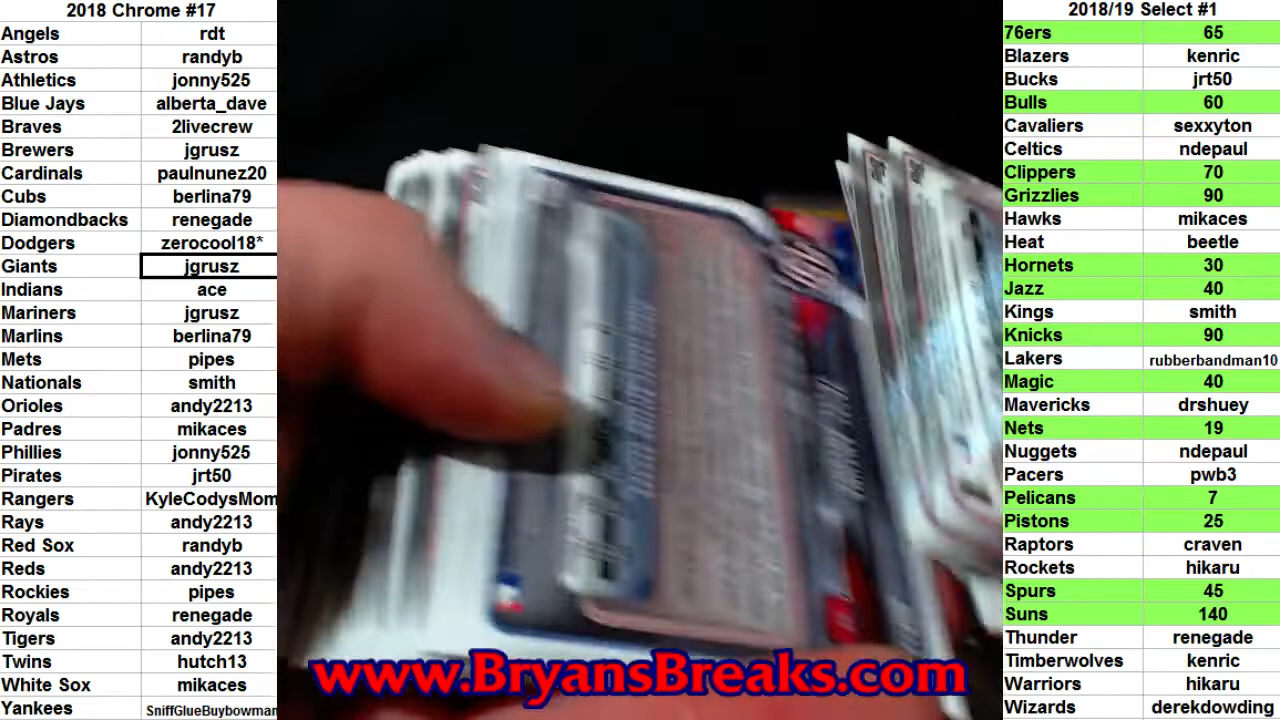 2018 Chrome #17
Angels rdt
Astros randyb
Athletics jonny525
Blue Jays alberta_dave
Braves 2livecrew
Brewers jgrusz
Cardinals paulnunez20
Cubs berlina79
Diamondbacks renegade
Dodgers zerocool18*
Giants jgrusz
Indians ace
Mariners jgrusz
Marlins berlina79
Mets pipes
Nationals smith
Orioles andy2213
Padres mikaces
Phillies jonny525
Pirates jrt50
Rangers KyleCodysMom
Rays andy2213
Red Sox randyb
Reds andy2213
Rockies pipes
Royals renegade
Tigers andy2213
Twins hutch13
White Sox mikaces
Yankees SniffGlueBuybowman
www.BryansBreaks.com
2018/19 Select #1
76ers 65
Blazers kenric
Bucks jrt50
Bulls 60
Cavaliers sexxyton
Celtics ndepaul
Clippers 70
Grizzlies 90
Hawks mikaces
Heat beetle
Hornets 30
Jazz 40
Kings smith
Knicks 90
Lakers rubberbandman10
Magic 40
Mavericks drshuey
Nets 19
Nuggets ndepaul
Pacers pwb3
Pelicans 7
Pistons 25
Raptors craven
Rockets hikaru
Spurs 45
Suns 140
Thunder renegade
Timberwolves kenric
Warriors hikaru
Wizards derekdowding